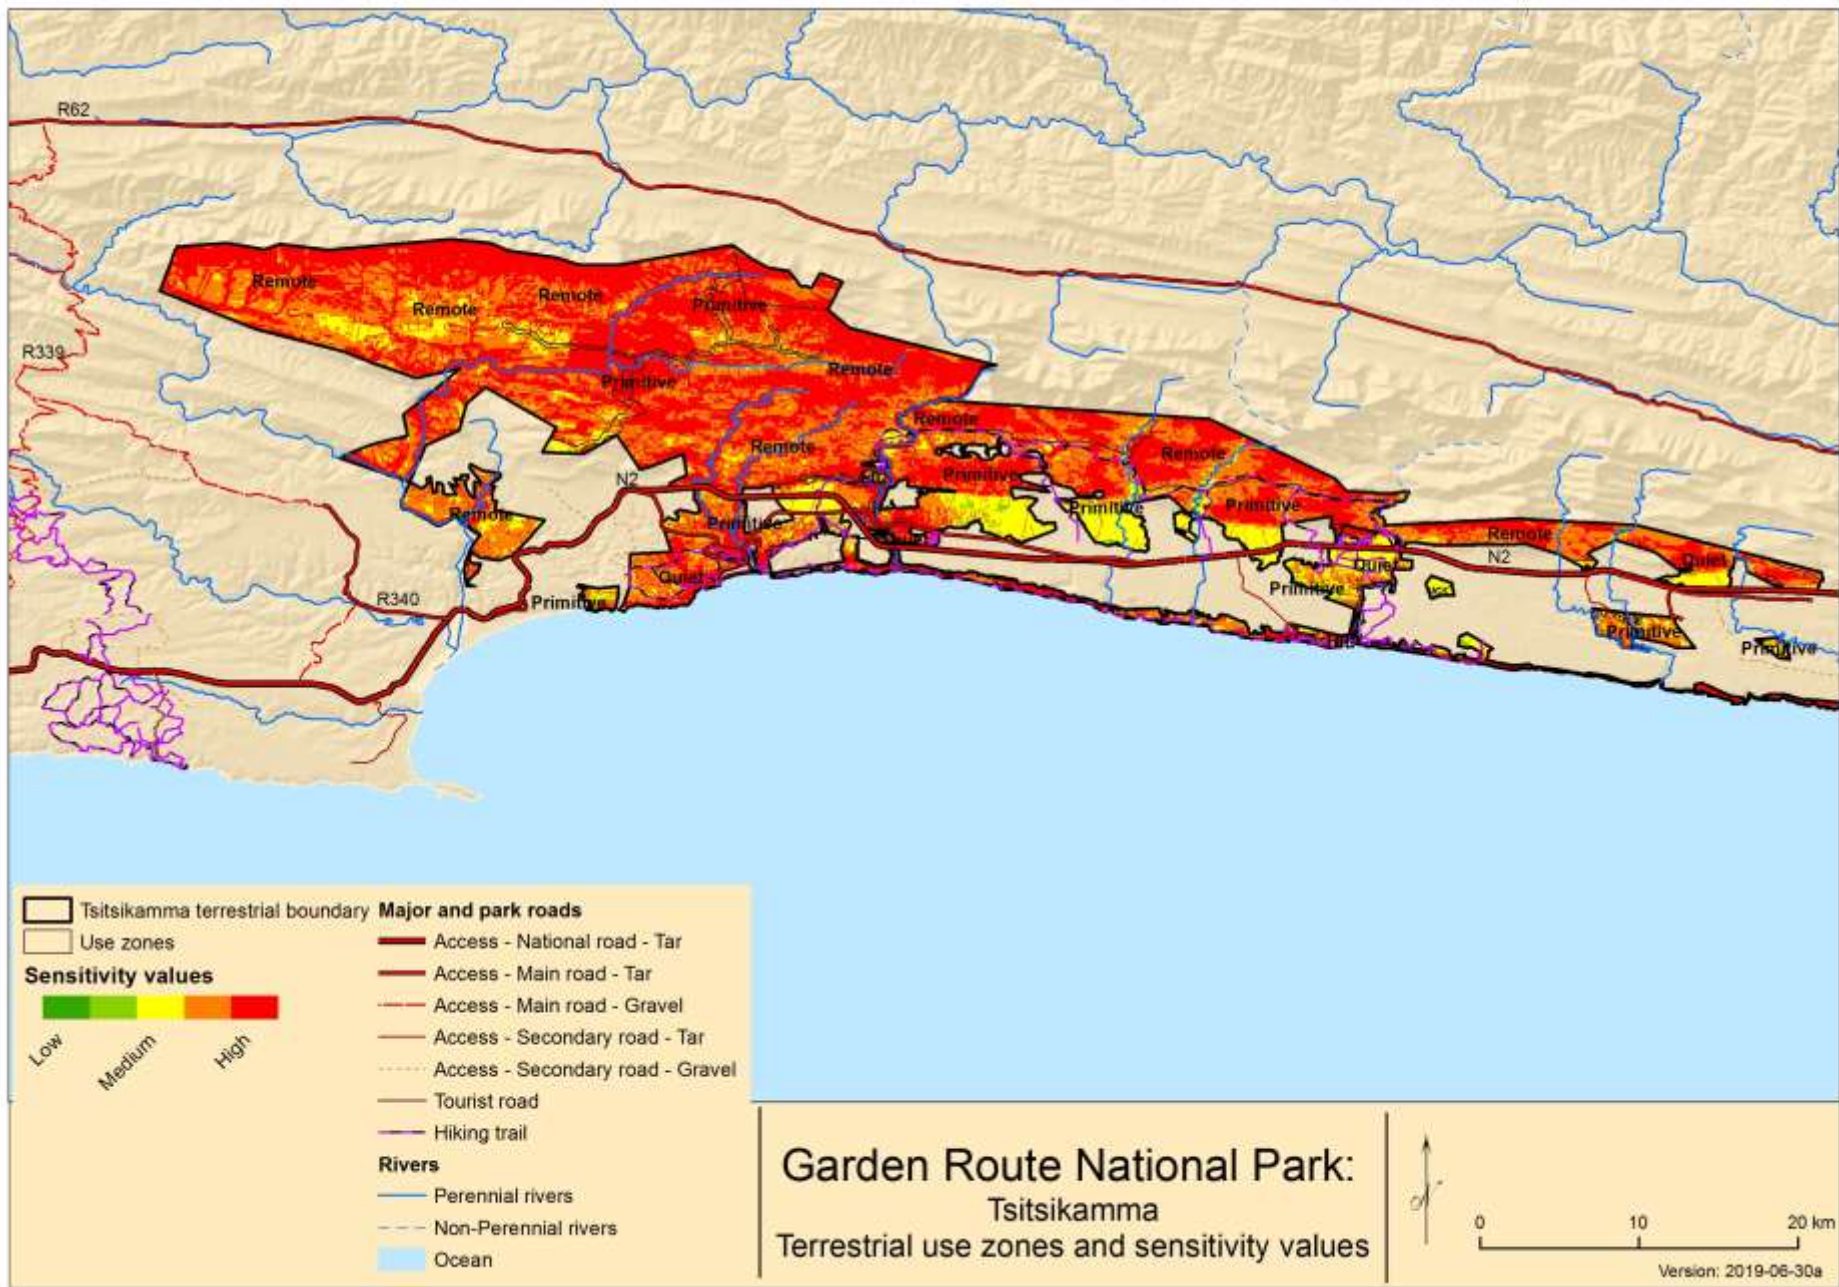 R62
Remote
Remote
Remote
Primitive
R339
Remote
Primitive
Remote
Remote
Remote
Primitive
N2
Remote
Primitive
Primitive
Primitive
Remote
N2
Quiet
Quiet
Quiet
Primitive
Primitive
R340
Primitive
Primitive
Tsitsikamma terrestrial boundary
Use zones
Sensitivity values
Low
Medium
High
Major and park roads
Access - National road - Tar
Access - Main road - Tar
Access - Main road - Gravel
Access - Secondary road - Tar
Access - Secondary road - Gravel
Tourist road
Hiking trail
Rivers
Perennial rivers
Non-Perennial rivers
Ocean
Garden Route National Park:
Tsitsikamma
Terrestrial use zones and sensitivity values
0 10 20 km
Version: 2019-06-30a